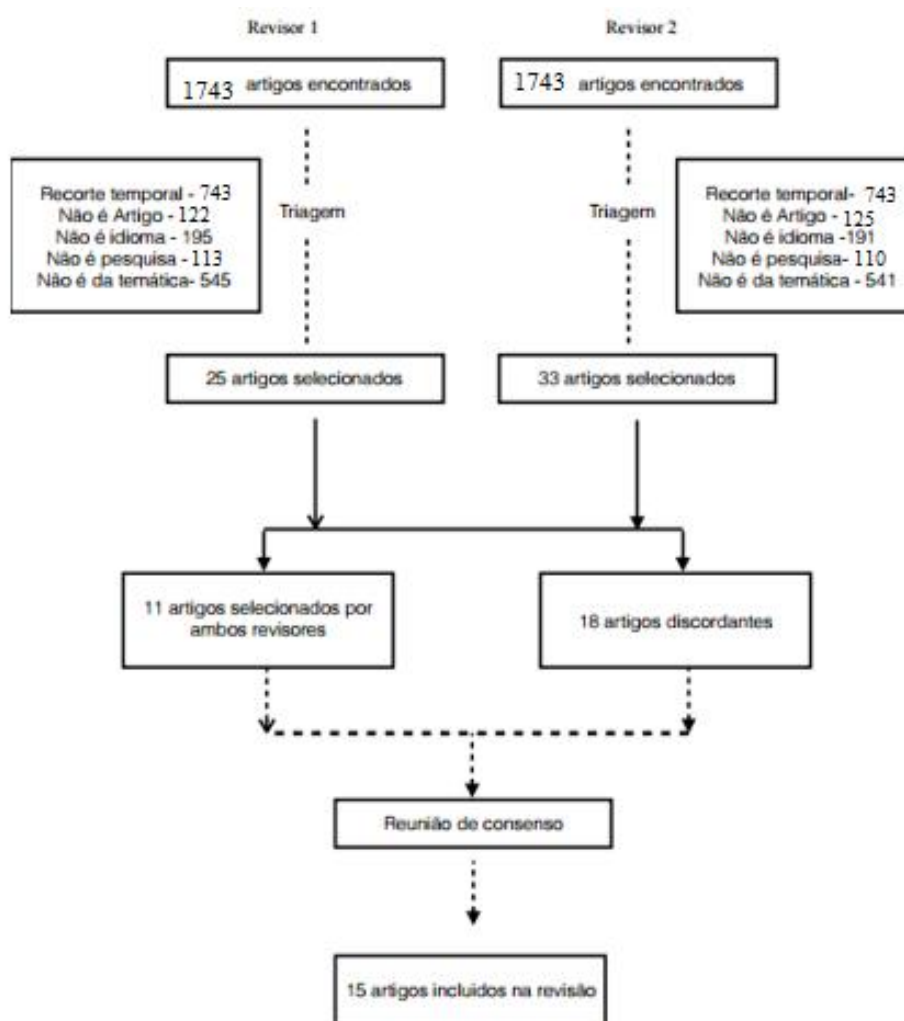 Revisor 1
Revisor 2
1743 artigos encontrados
1743 artigos encontrados
Recorte temporal - 743
Não é Artigo - 122
Não é idioma - 195
Não é pesquisa - 113
Não é da temática- 545
Triagem
Triagem
Recorte temporal- 743
Não é Artigo - 125
Não é idioma -191
Não é pesquisa- 110
Não é da temática - 541
25 artigos selecionados
33 artigos selecionados
11 artigos selecionados por
ambos revisores
18 artigos discordantes
Reunião de consenso
15 artigos incluidos na revisão